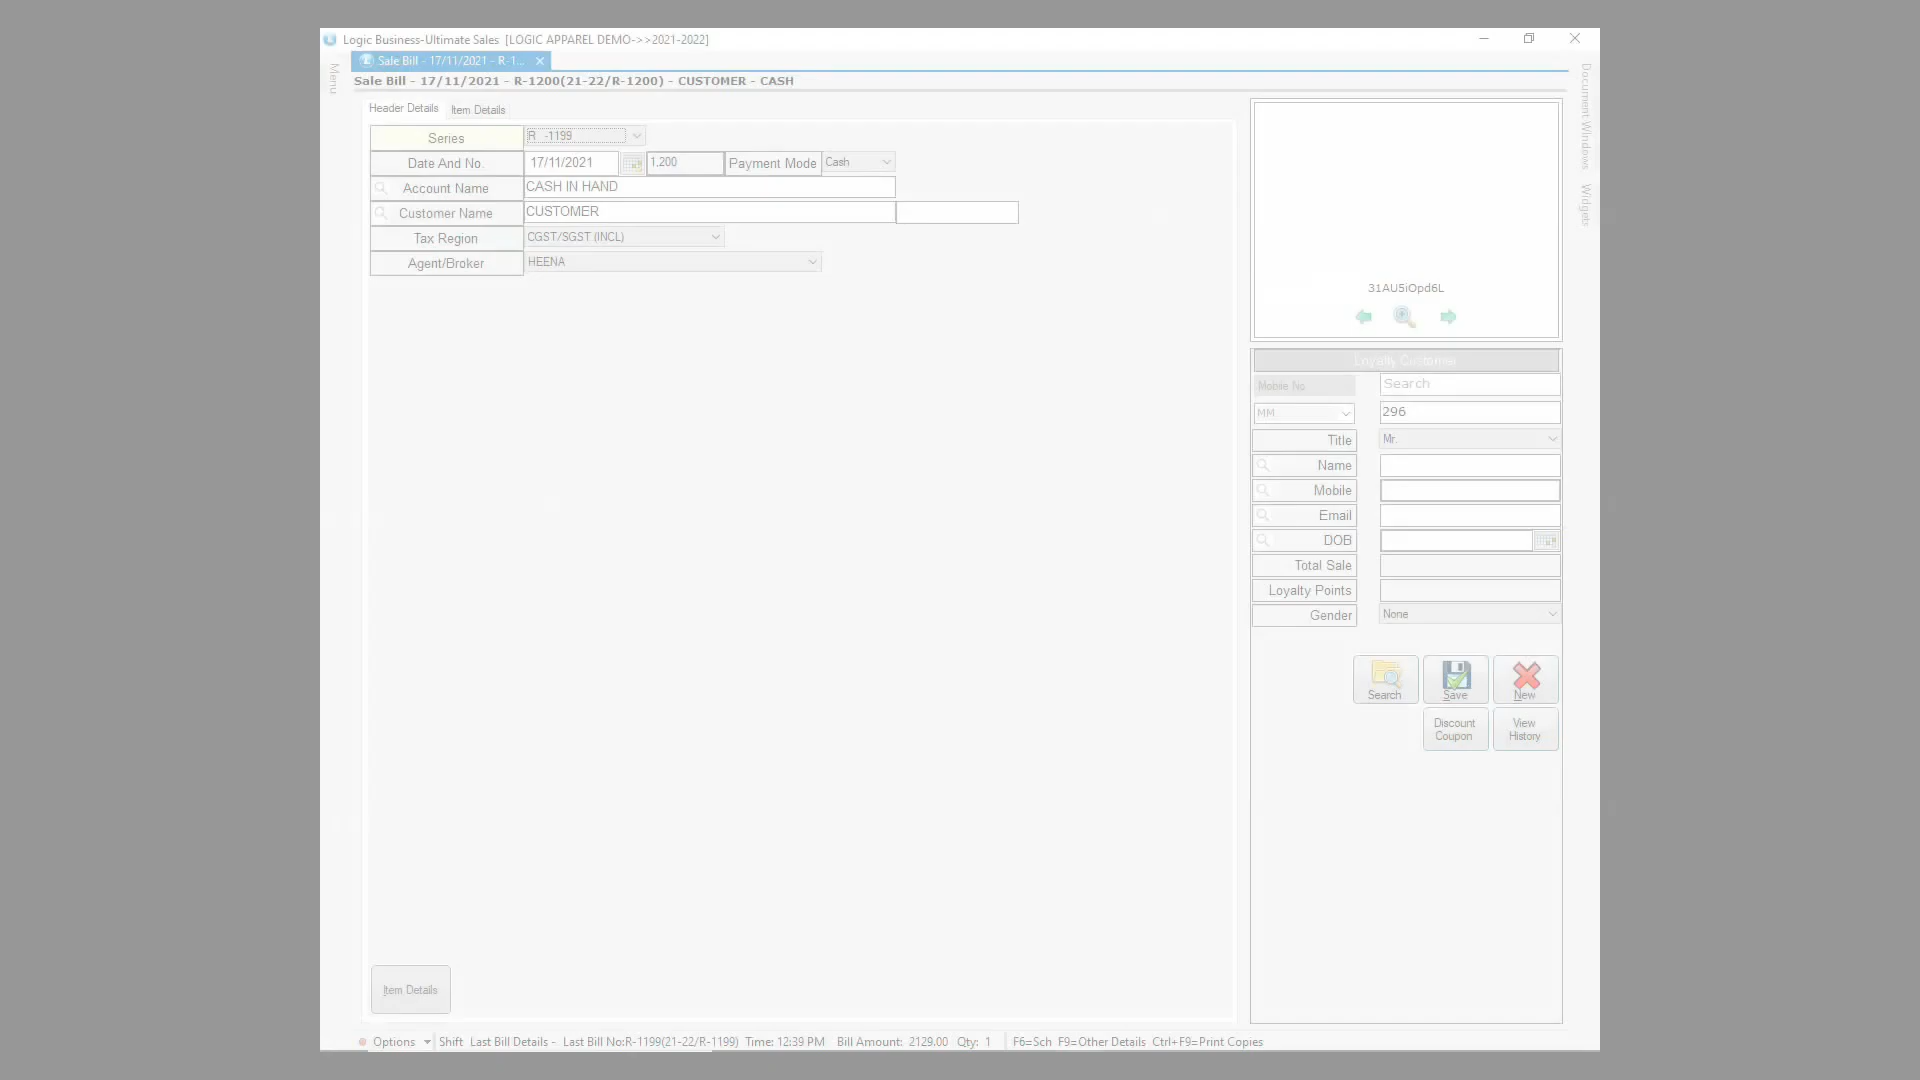 Logic Business-Ultimate Sales [LOGIC APPAREL DEMO->>2021-2022]
Menu
Sale Bill - 17/11/2021 - R-1...
Sale Bill - 17/11/2021 - R-1200(21-22/R-1200) - CUSTOMER - CASH
Header Details
Item Details
Series
R -1199
Date And No.
17/11/2021
1,200
Payment Mode
Cash
Account Name
CASH IN HAND
Customer Name
CUSTOMER
Tax Region
CGST/SGST (INCL)
Agent/Broker
HEENA
Item Details
31AU5iOpd6L
Loyalty Customer
Mobile No
Search
MM
296
Title
Mr.
Name
Mobile
Email
DOB
Total Sale
Loyalty Points
Gender
None
Search
Save
New
Discount
Coupon
View
History
Document Windows
Widgets
Options
Shift
Last Bill Details - Last Bill No:R-1199(21-22/R-1199) Time: 12:39 PM Bill Amount: 2129.00 Qty: 1
F6=Sch F9=Other Details Ctrl+F9=Print Copies